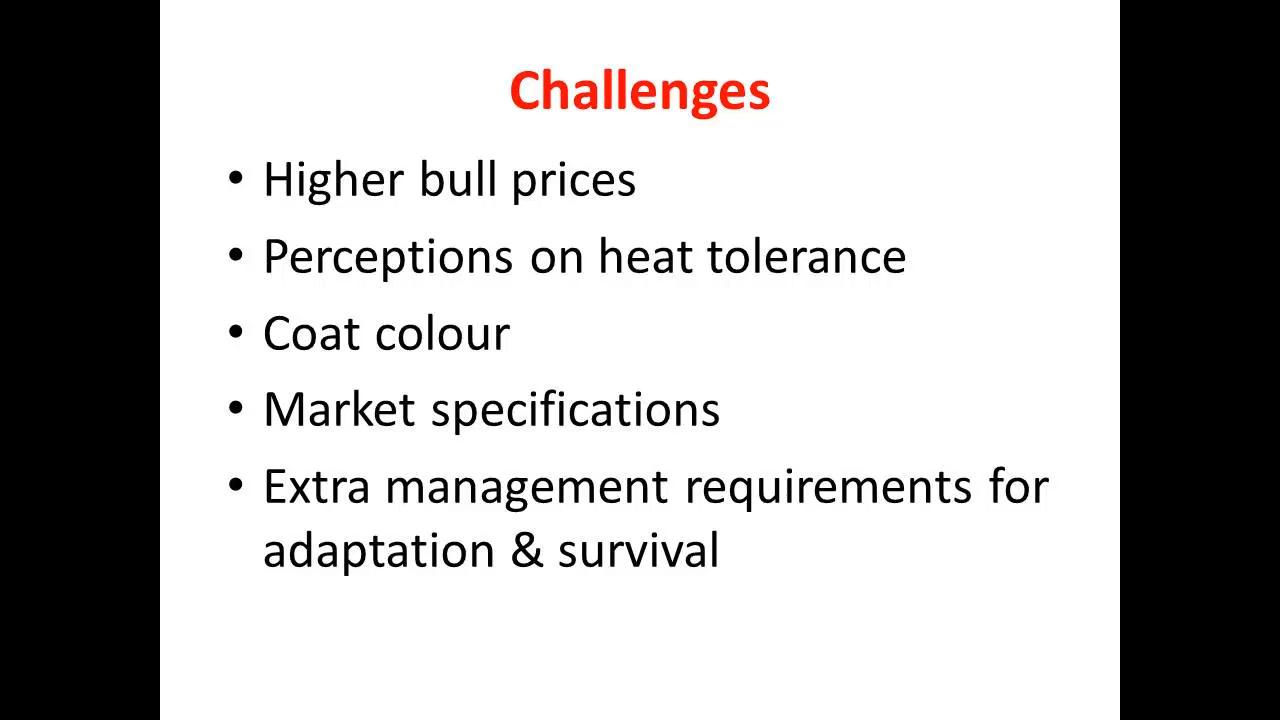 Challenges
• Higher bull prices
• Perceptions on heat tolerance
• Coat colour
• Market specifications
• Extra management requirements for
adaptation & survival